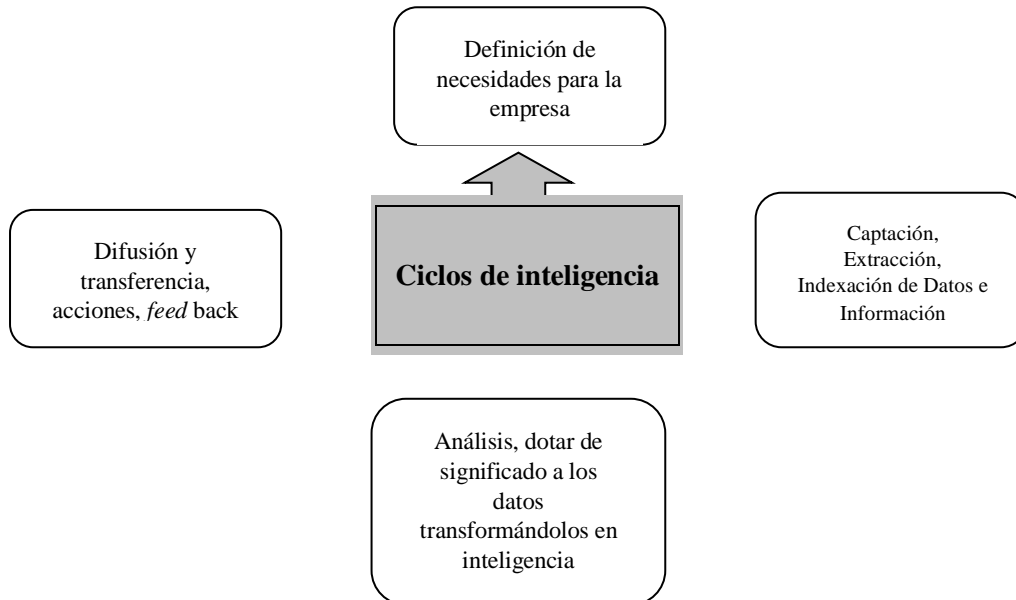 Definición de
necesidades para la
empresa
Difusión y
transferencia,
acciones, feed back
Ciclos de inteligencia
Captación,
Extracción,
Indexación de Datos e
Información
Análisis, dotar de
significado a los
datos
transformándolos en
inteligencia